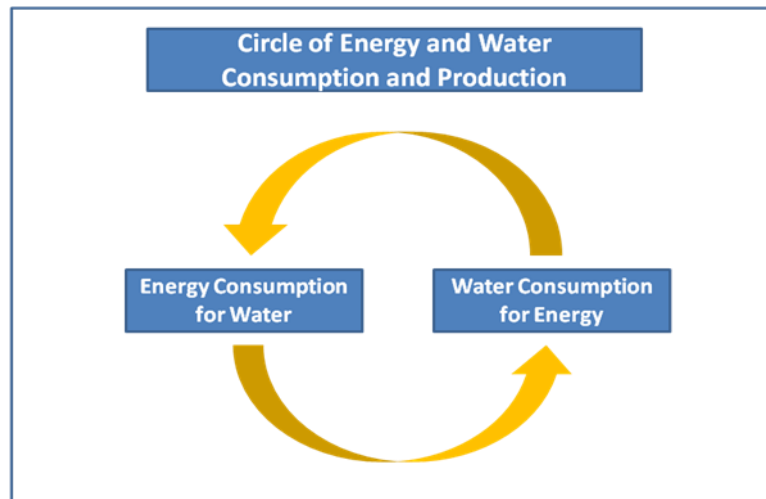 Circle of Energy and Water
Consumption and Production
Energy Consumption
for Water
Water Consumption
for Energy